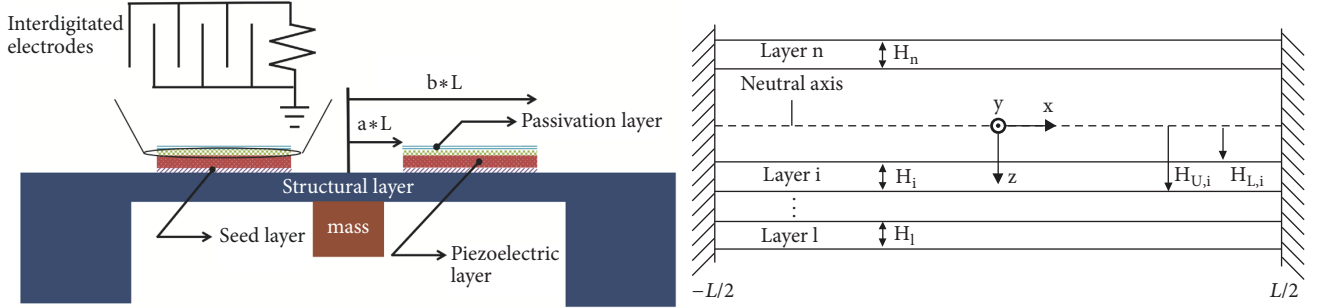 Interdigitated
electrodes
b*L
a*L
Passivation layer
Structural layer
mass
Seed layer
Piezoelectric
layer
Layer n
Hn
Neutral axis
y
x
z
Layer i
Hi
HU,i
HL,i
⋮
Layer l
Hl
−L/2
L/2